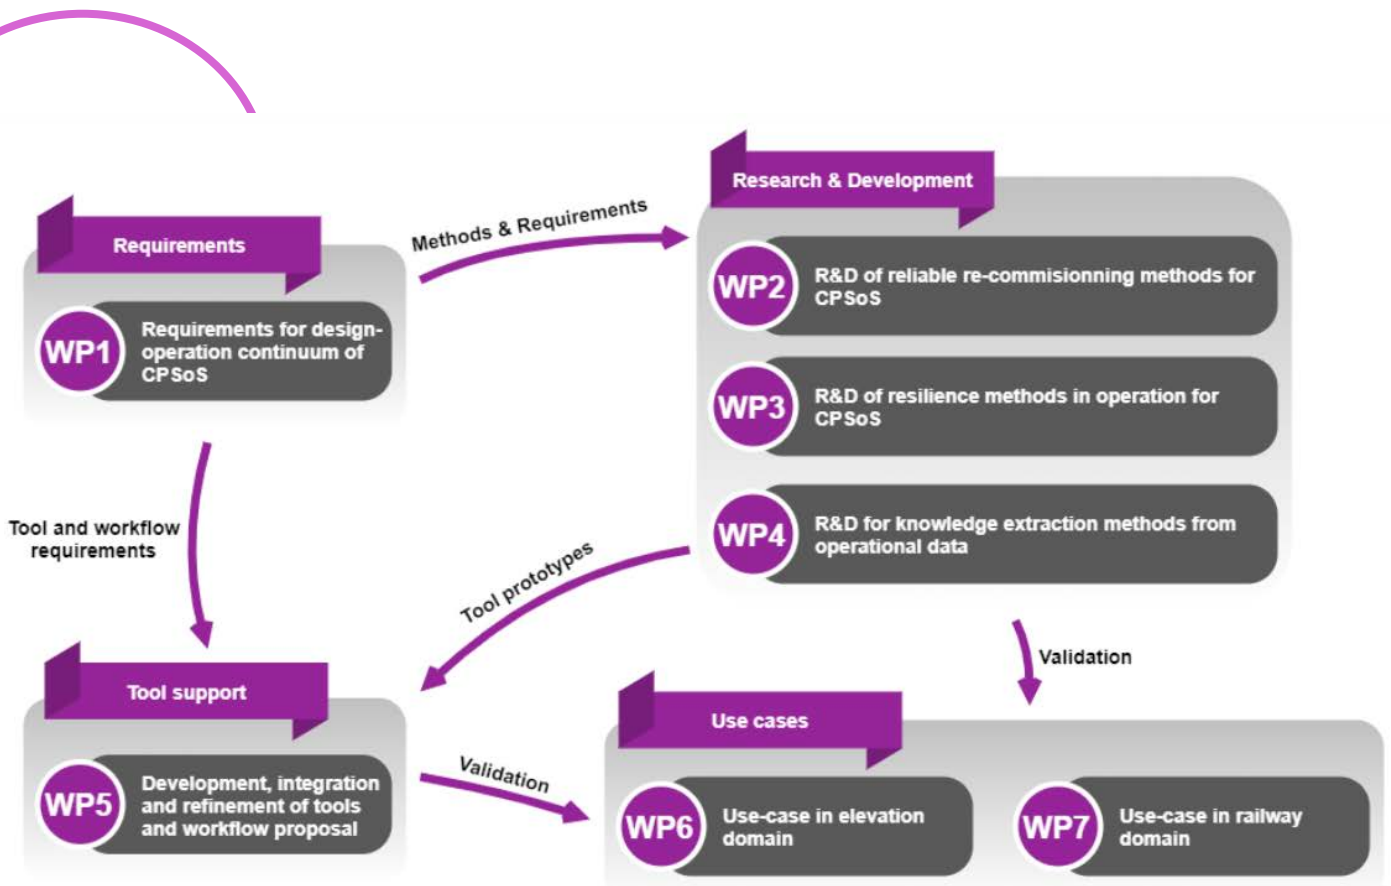 Requirements
WP1
Requirements for design-
operation continuum of
CPSoS
Methods & Requirements
Research & Development
WP2
R&D of reliable re-commisionning methods for
CPSoS
WP3
R&D of resilience methods in operation for
CPSoS
WP4
R&D for knowledge extraction methods from
operational data
Tool and workflow
requirements
Tool prototypes
Validation
Tool support
WP5
Development, integration
and refinement of tools
and workflow proposal
Validation
Use cases
WP6
Use-case in elevation
domain
WP7
Use-case in railway
domain